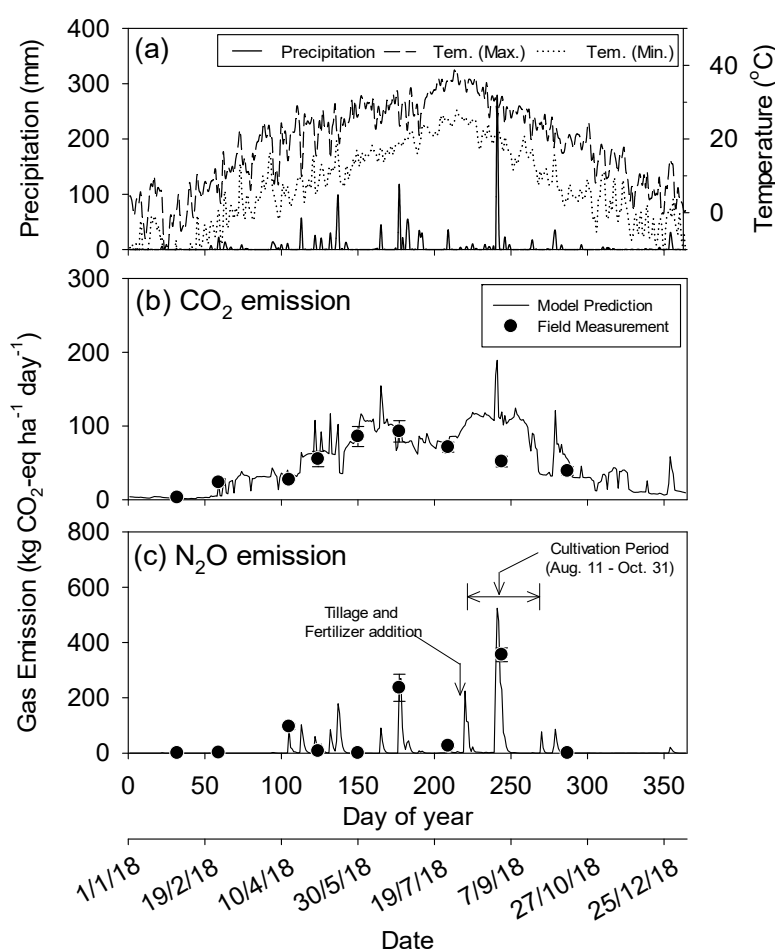 400
300
200
100
0
Precipitation (mm)
(a)
Precipitation Tem. (Max.) Tem. (Min.)
40
20
0
Temperature (°C)
300
200
100
0
(b) CO₂ emission
Model Prediction
Field Measurement
Gas Emission (kg CO₂-eq ha⁻¹ day⁻¹)
800
600
400
200
0
(c) N₂O emission
Cultivation Period
(Aug. 11 - Oct. 31)
Tillage and
Fertilizer addition
0 50 100 150 200 250 300 350
Day of year
1/1/18 19/2/18 10/4/18 30/5/18 19/7/18 7/9/18 27/10/18 25/12/18
Date